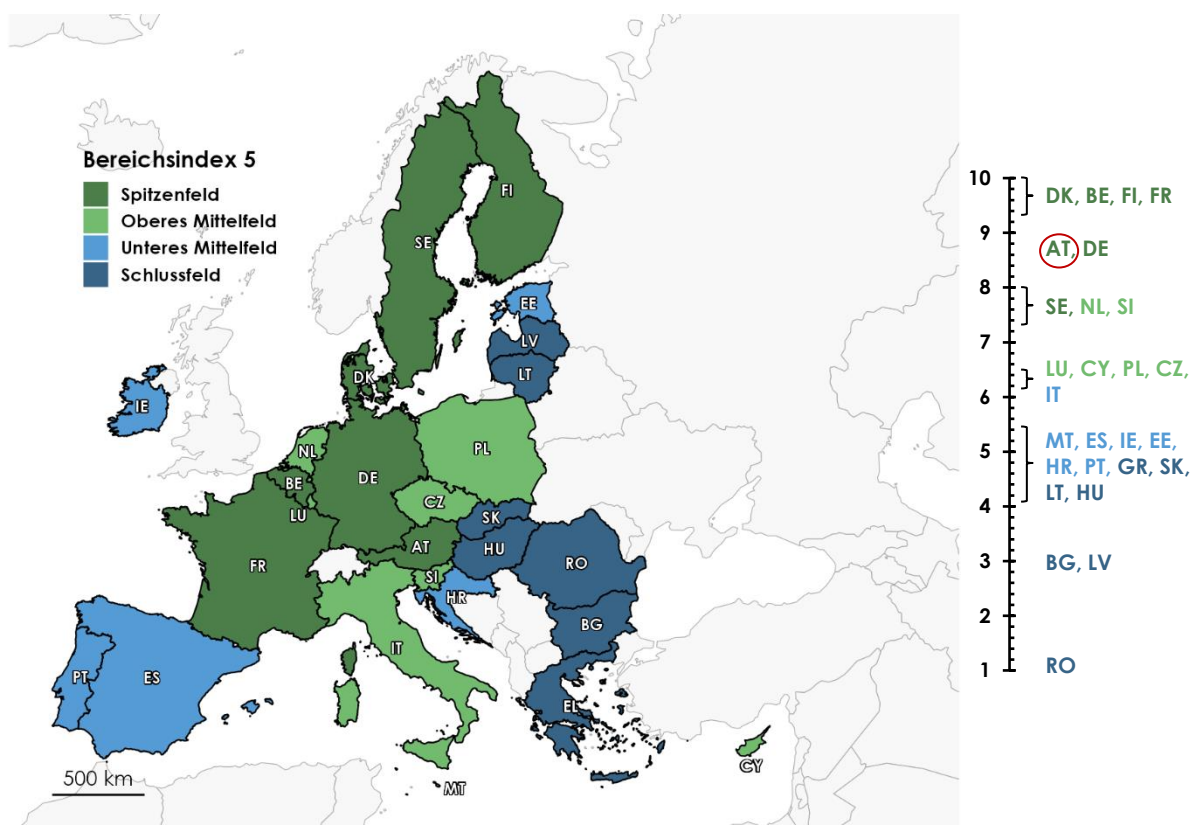 Bereichsindex 5
Spitzenfeld
Oberes Mittelfeld
Unteres Mittelfeld
Schlussfeld
FI
SE
EE
LV
LT
DK
IE
NL
PL
BE
DE
LU
CZ
SK
AT
HU
FR
SI
RO
HR
BG
IT
PT
ES
EL
CY
MT
500 km
10
DK, BE, FI, FR
9
AT, DE
8
SE, NL, SI
7
LU, CY, PL, CZ,
6
IT
MT, ES, IE, EE,
5
HR, PT, GR, SK,
LT, HU
4
3
BG, LV
2
1
RO